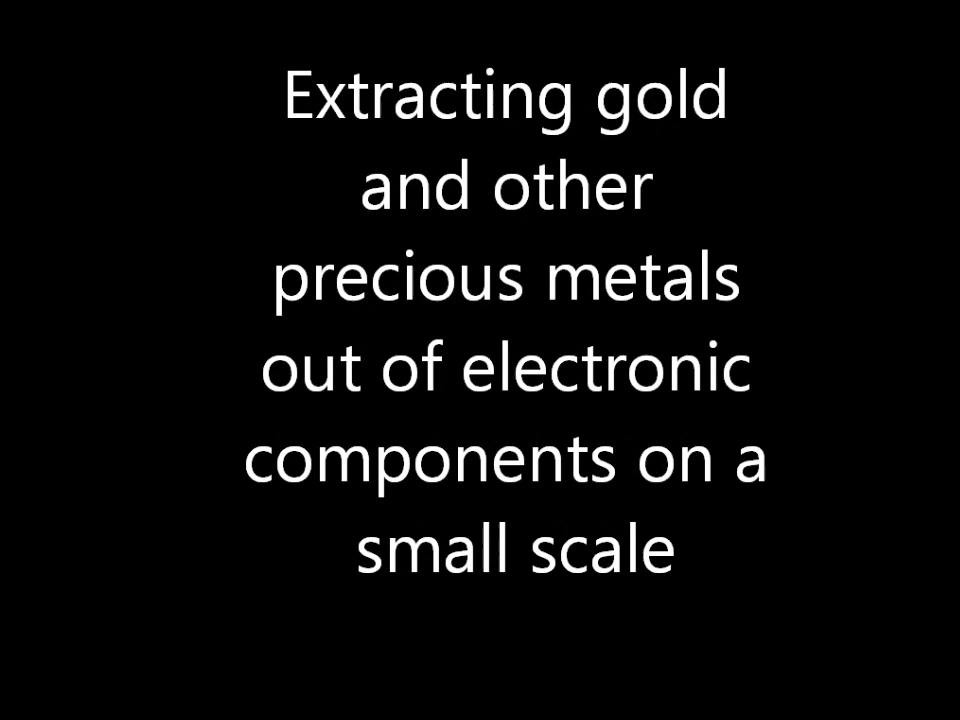 Extracting gold
and other
precious metals
out of electronic
components on a
small scale